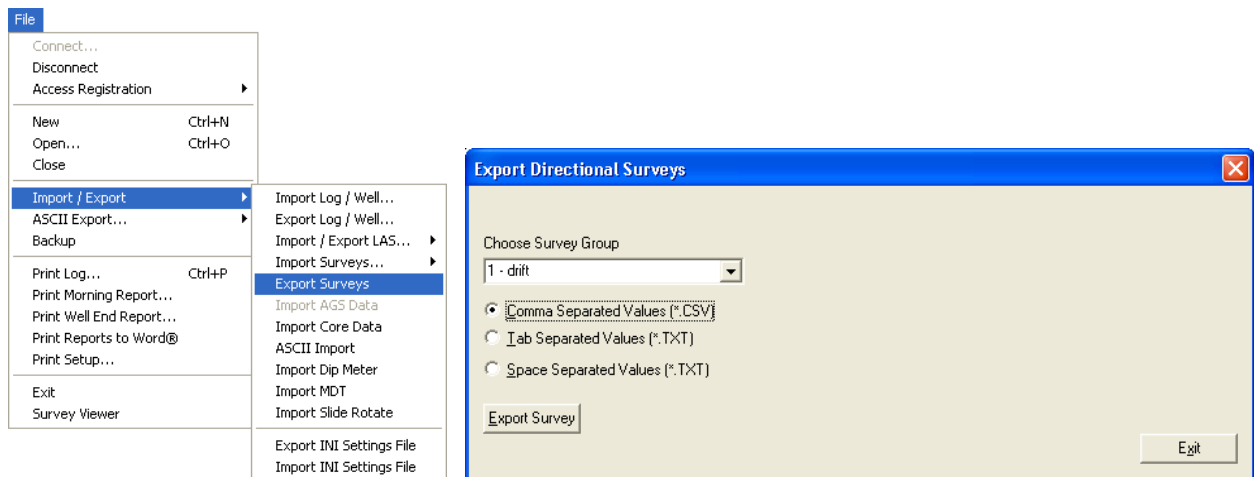 File
Connect...
Disconnect
Access Registration
New Ctrl+N
Open... Ctrl+O
Close
Import / Export
ASCII Export...
Backup
Print Log... Ctrl+P
Print Morning Report...
Print Well End Report...
Print Reports to Word®
Print Setup...
Exit
Survey Viewer
Import Log / Well...
Export Log / Well...
Import / Export LAS...
Import Surveys...
Export Surveys
Import AGS Data
Import Core Data
ASCII Import
Import Dip Meter
Import MDT
Import Slide Rotate
Export INI Settings File
Import INI Settings File
Export Directional Surveys
Choose Survey Group
1 - drift
Comma Separated Values (*.CSV)
Tab Separated Values (*.TXT)
Space Separated Values (*.TXT)
Export Survey
Exit